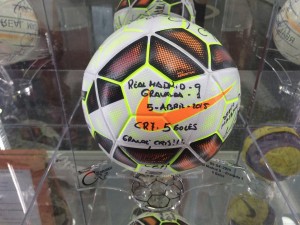 REAL MADRID - 9
GRANADA - 1
5 - ABRIL - 2015
CR7. 5 GOLES